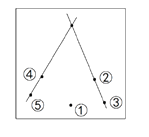 ④ ②
⑤ ① ③